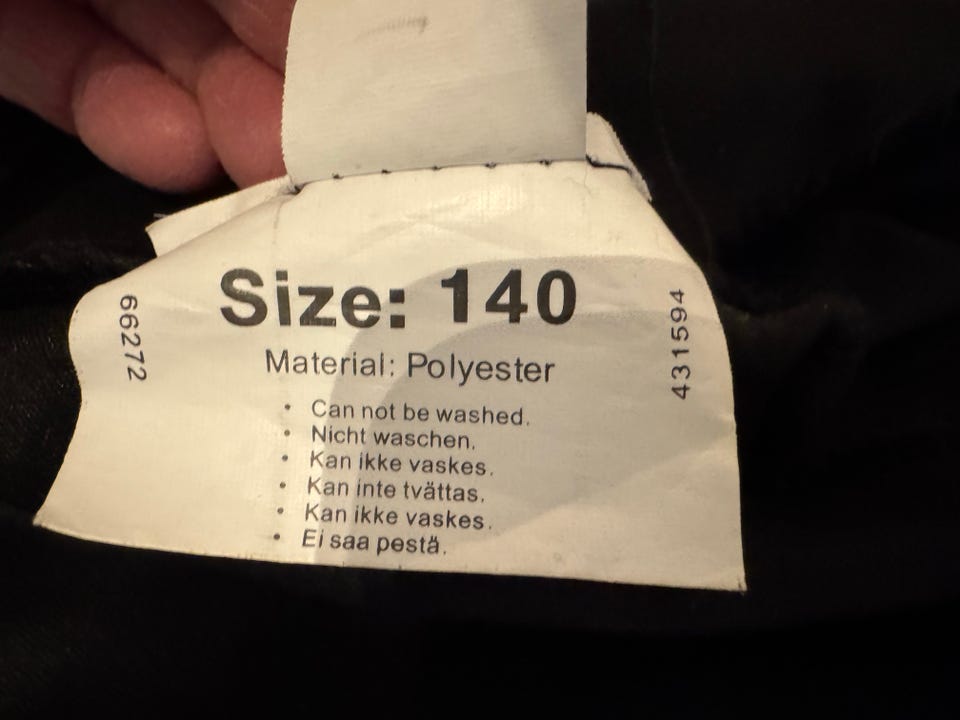 Size: 140
Material: Polyester
• Can not be washed.
• Nicht waschen.
• Kan ikke vaskes.
• Kan inte tvättas.
• Kan ikke vaskes.
• Ei saa pestä.
66272
431594